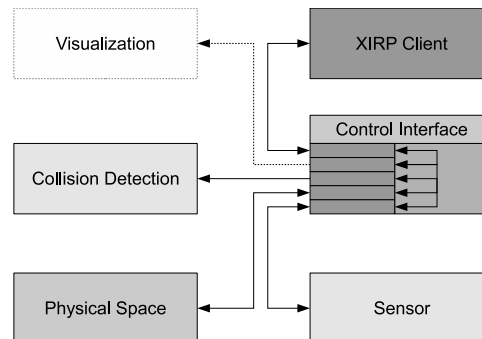 Visualization
XIRP Client
Control Interface
Collision Detection
Physical Space
Sensor